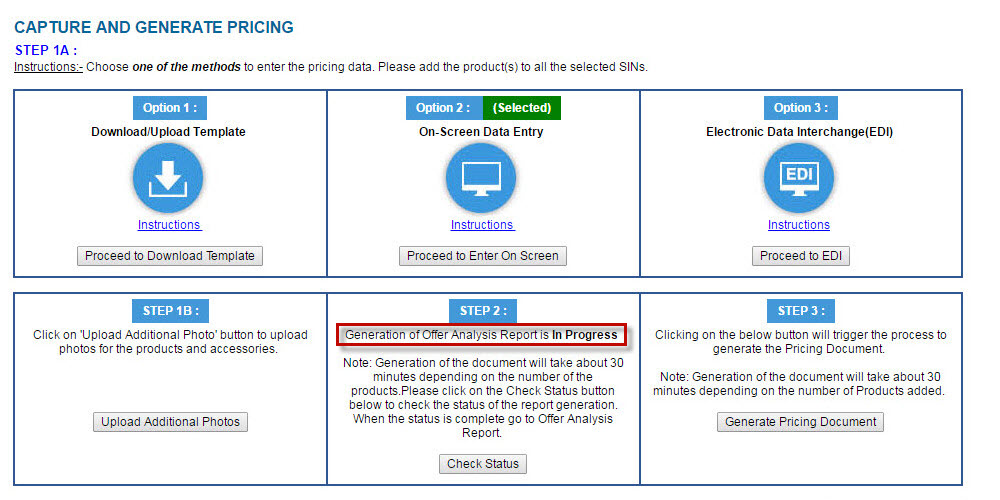 CAPTURE AND GENERATE PRICING
STEP 1A :
Instructions:- Choose one of the methods to enter the pricing data. Please add the product(s) to all the selected SINs.
Option 1 :
Download/Upload Template
Instructions
Proceed to Download Template
Option 2 : (Selected)
On-Screen Data Entry
Instructions
Proceed to Enter On Screen
Option 3 :
Electronic Data Interchange(EDI)
EDI
Instructions
Proceed to EDI
STEP 1B :
Click on 'Upload Additional Photo' button to upload
photos for the products and accessories.
Upload Additional Photos
STEP 2 :
Generation of Offer Analysis Report is In Progress
Note: Generation of the document will take about 30
minutes depending on the number of the
products.Please click on the Check Status button
below to check the status of the report generation.
When the status is complete go to Offer Analysis
Report.
Check Status
STEP 3 :
Clicking on the below button will trigger the process to
generate the Pricing Document.
Note: Generation of the document will take about 30
minutes depending on the number of Products added.
Generate Pricing Document